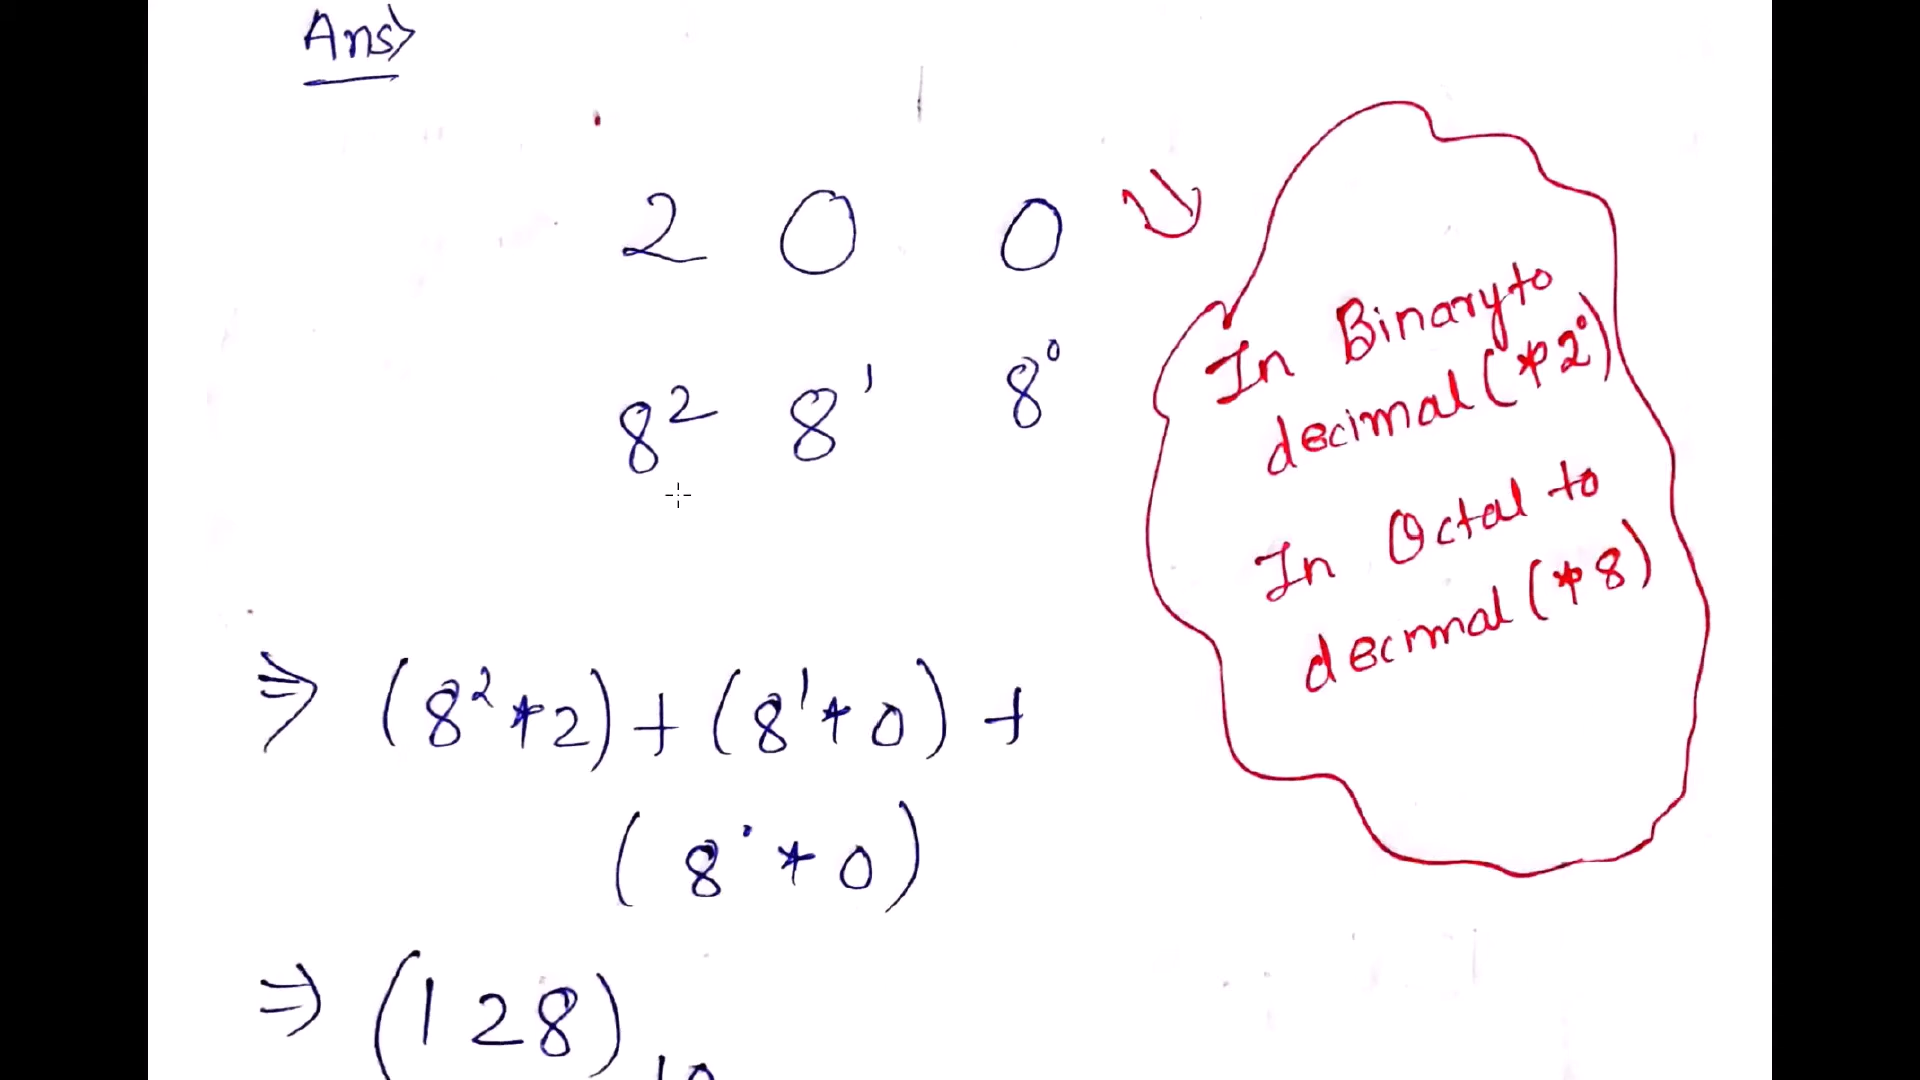 Ans>
2 0 0
8² 8¹ 8⁰
⇒ (8²*2)+(8¹*0)+
(8⁰*0)
⇒ (128)₁₀
In Binary to
decimal (*2⁰)
In Octal to
decimal (*8)